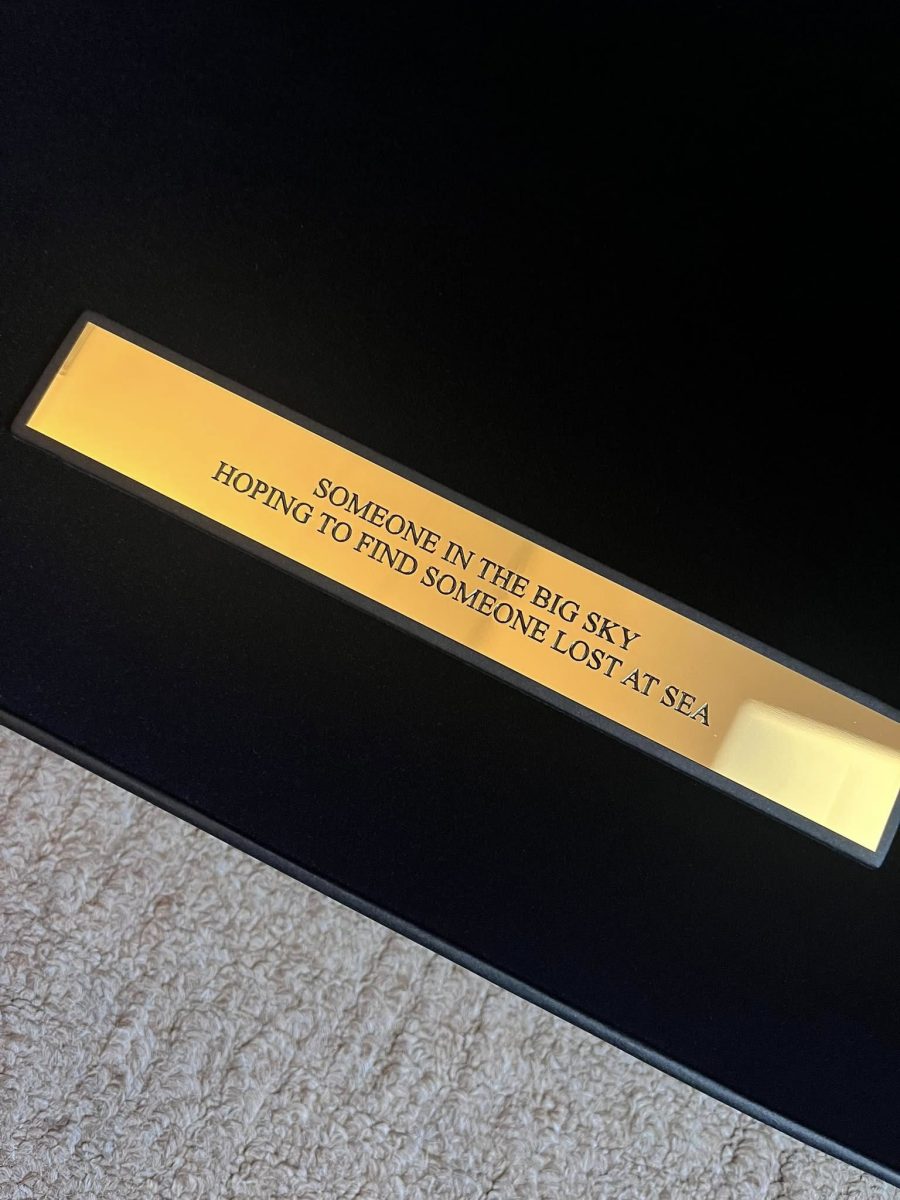 SOMEONE IN THE BIG SKY
HOPING TO FIND SOMEONE LOST AT SEA